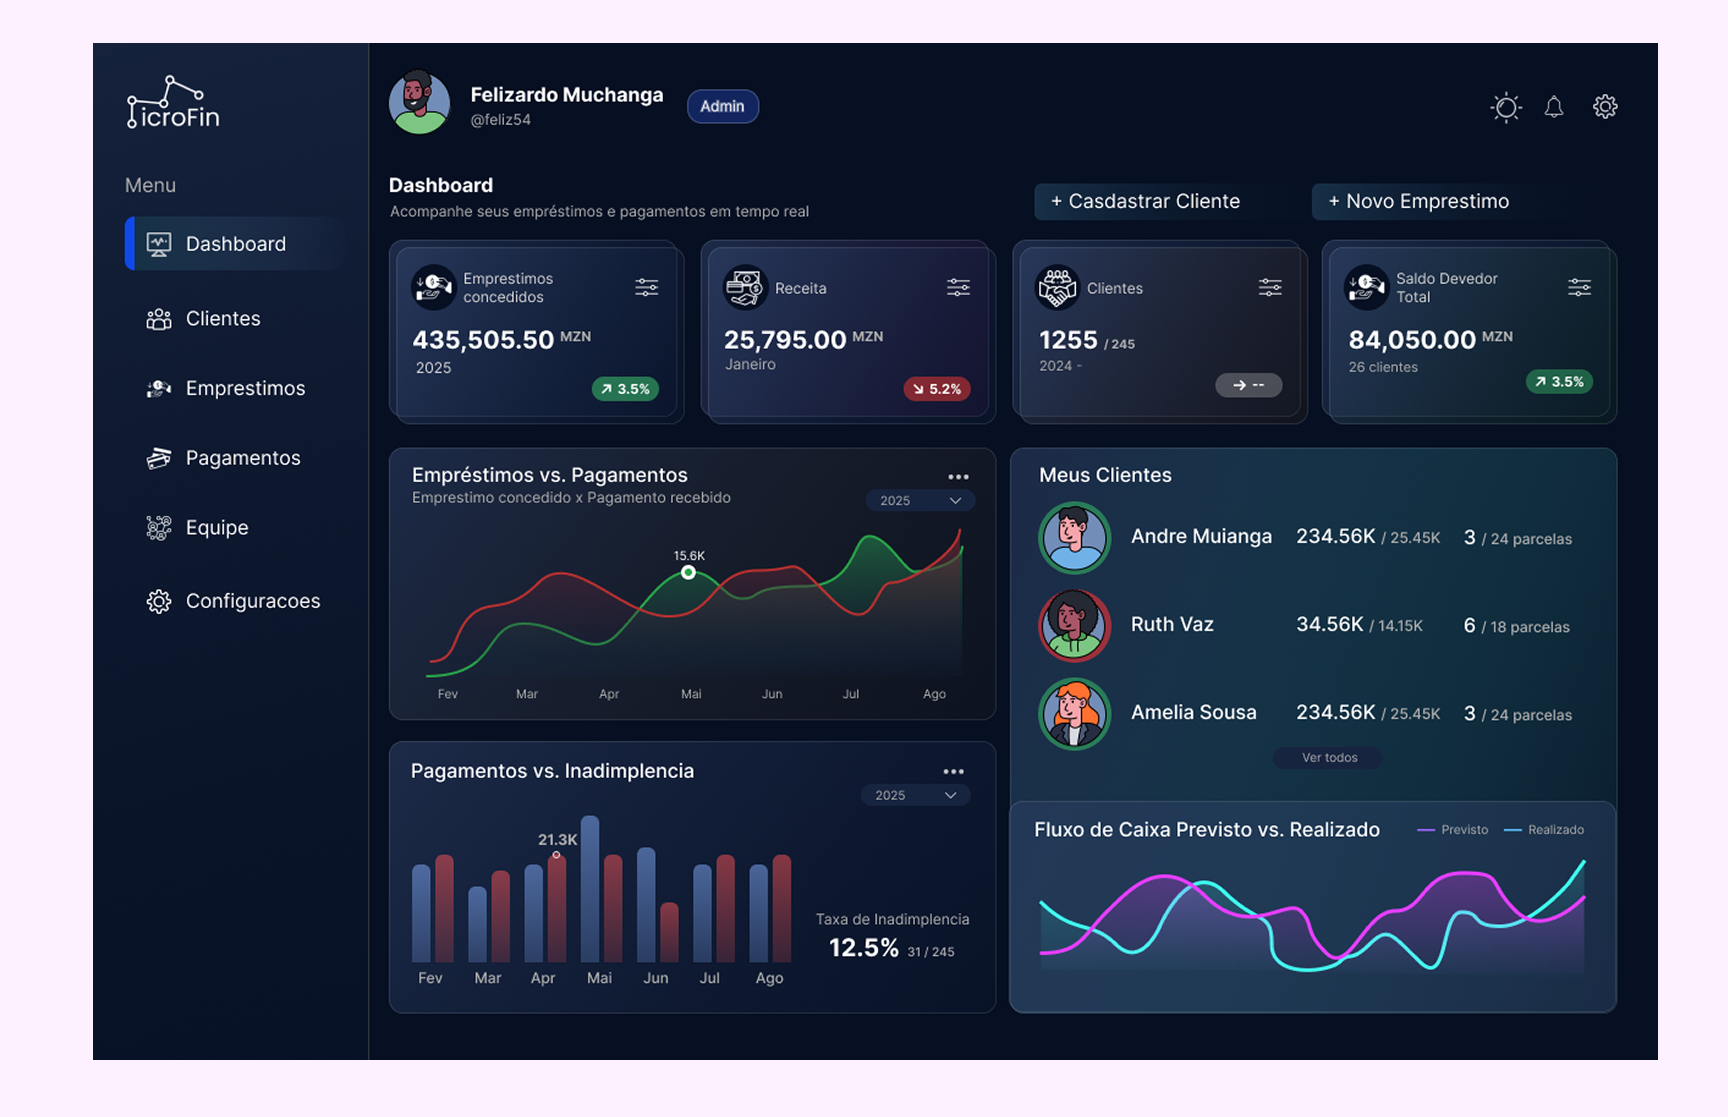 icroFin
Menu
Dashboard
Clientes
Emprestimos
Pagamentos
Equipe
Configuracoes
Felizardo Muchanga
@feliz54
Admin
Dashboard
Acompanhe seus empréstimos e pagamentos em tempo real
+ Casdastrar Cliente
+ Novo Emprestimo
Emprestimos
concedidos
435,505.50 MZN
2025
3.5%
Receita
25,795.00 MZN
Janeiro
5.2%
Clientes
1255 / 245
2024 -
--
Saldo Devedor
Total
84,050.00 MZN
26 clientes
3.5%
Empréstimos vs. Pagamentos
Emprestimo concedido x Pagamento recebido
2025
15.6K
Fev Mar Apr Mai Jun Jul Ago
Meus Clientes
Andre Muianga 234.56K / 25.45K 3 / 24 parcelas
Ruth Vaz 34.56K / 14.15K 6 / 18 parcelas
Amelia Sousa 234.56K / 25.45K 3 / 24 parcelas
Ver todos
Pagamentos vs. Inadimplencia
2025
21.3K
Fev Mar Apr Mai Jun Jul Ago
Taxa de Inadimplencia
12.5% 31 / 245
Fluxo de Caixa Previsto vs. Realizado
Previsto Realizado